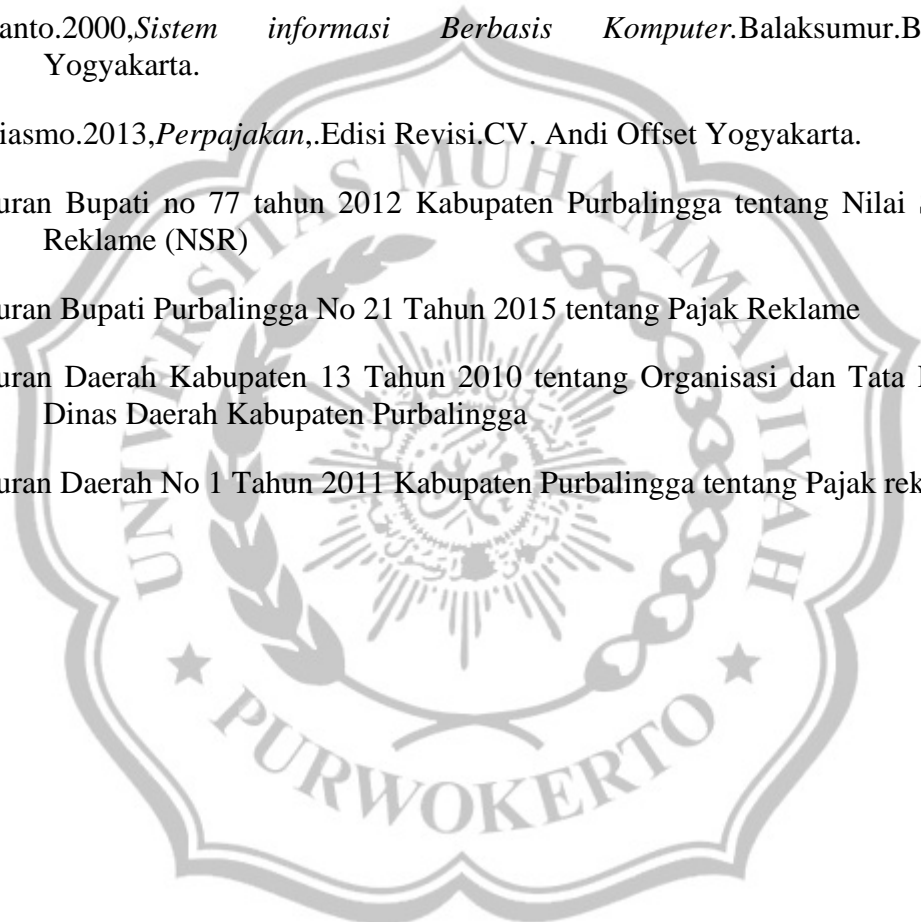 anto.2000,Sistem informasi Berbasis Komputer.Balaksumur.B
Yogyakarta.
iasmo.2013,Perpajakan,.Edisi Revisi.CV. Andi Offset Yogyakarta.
uran Bupati no 77 tahun 2012 Kabupaten Purbalingga tentang Nilai
Reklame (NSR)
uran Bupati Purbalingga No 21 Tahun 2015 tentang Pajak Reklame
uran Daerah Kabupaten 13 Tahun 2010 tentang Organisasi dan Tata
Dinas Daerah Kabupaten Purbalingga
uran Daerah No 1 Tahun 2011 Kabupaten Purbalingga tentang Pajak rek
UNIVERSITAS MUHAMMADIYAH
PURWOKERTO